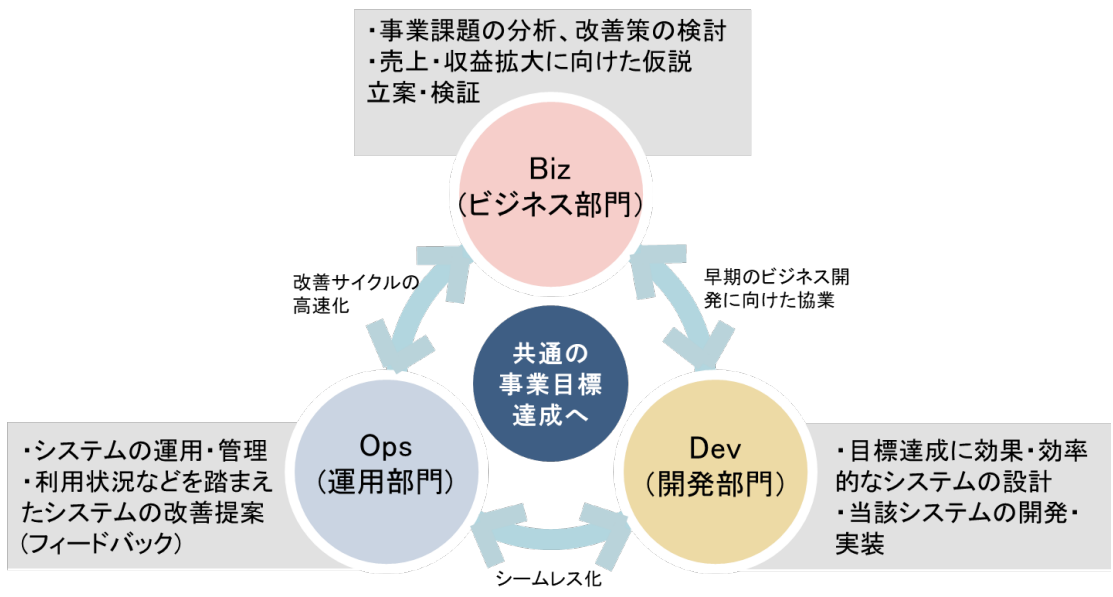 ・事業課題の分析、改善策の検討
・売上・収益拡大に向けた仮説
立案・検証
Biz
(ビジネス部門)
改善サイクルの
高速化
早期のビジネス開
発に向けた協業
共通の
事業目標
達成へ
Ops
(運用部門)
Dev
(開発部門)
・システムの運用・管理
・利用状況などを踏まえ
たシステムの改善提案
(フィードバック)
・目標達成に効果・効率
的なシステムの設計
・当該システムの開発・
実装
シームレス化